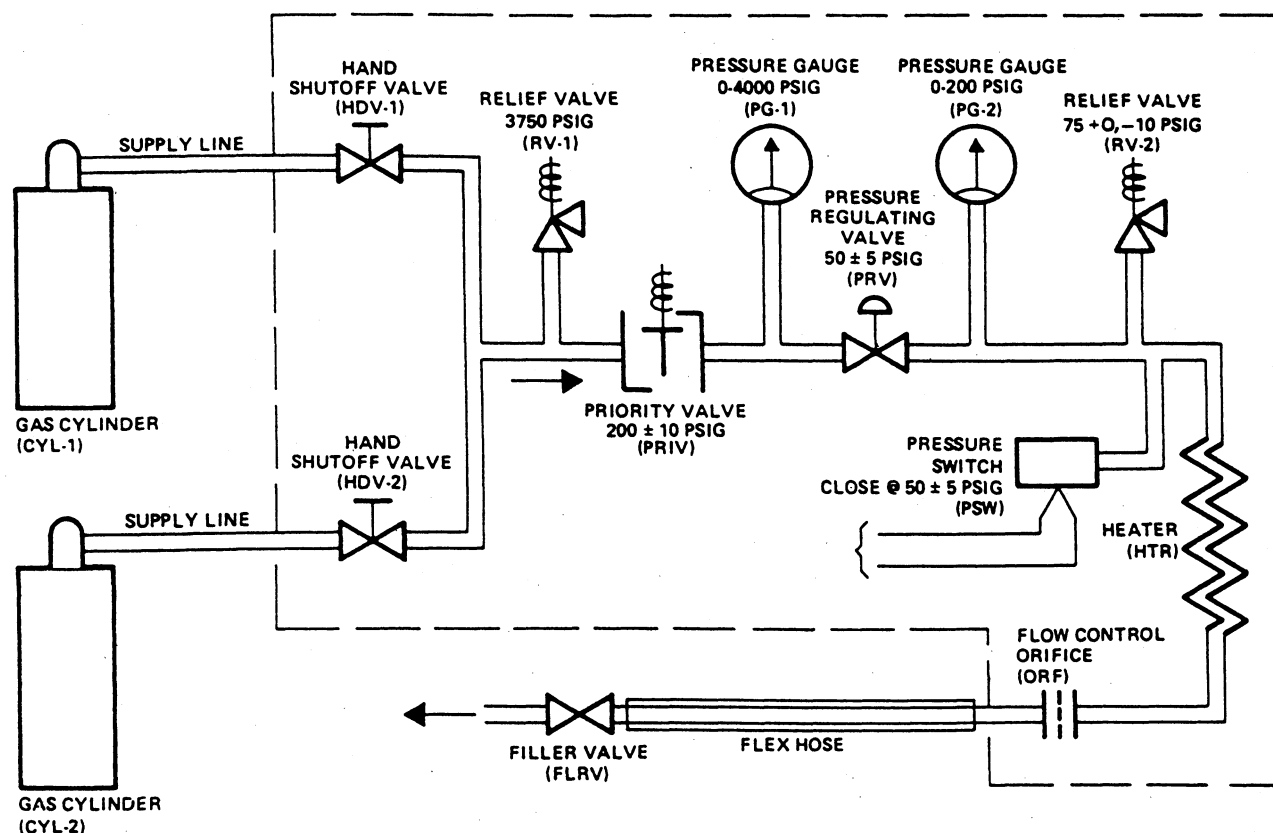 HAND
SHUTOFF VALVE
(HDV-1)
SUPPLY LINE
RELIEF VALVE
3750 PSIG
(RV-1)
PRESSURE GAUGE
0-4000 PSIG
(PG-1)
PRESSURE GAUGE
0-200 PSIG
(PG-2)
RELIEF VALVE
75 +O,−10 PSIG
(RV-2)
PRESSURE
REGULATING
VALVE
50 ± 5 PSIG
(PRV)
GAS CYLINDER
(CYL-1)
PRIORITY VALVE
200 ± 10 PSIG
(PRIV)
HAND
SHUTOFF VALVE
(HDV-2)
SUPPLY LINE
PRESSURE
SWITCH
CLOSE @ 50 ± 5 PSIG
(PSW)
HEATER
(HTR)
FLOW CONTROL
ORIFICE
(ORF)
FILLER VALVE
(FLRV)
FLEX HOSE
GAS CYLINDER
(CYL-2)